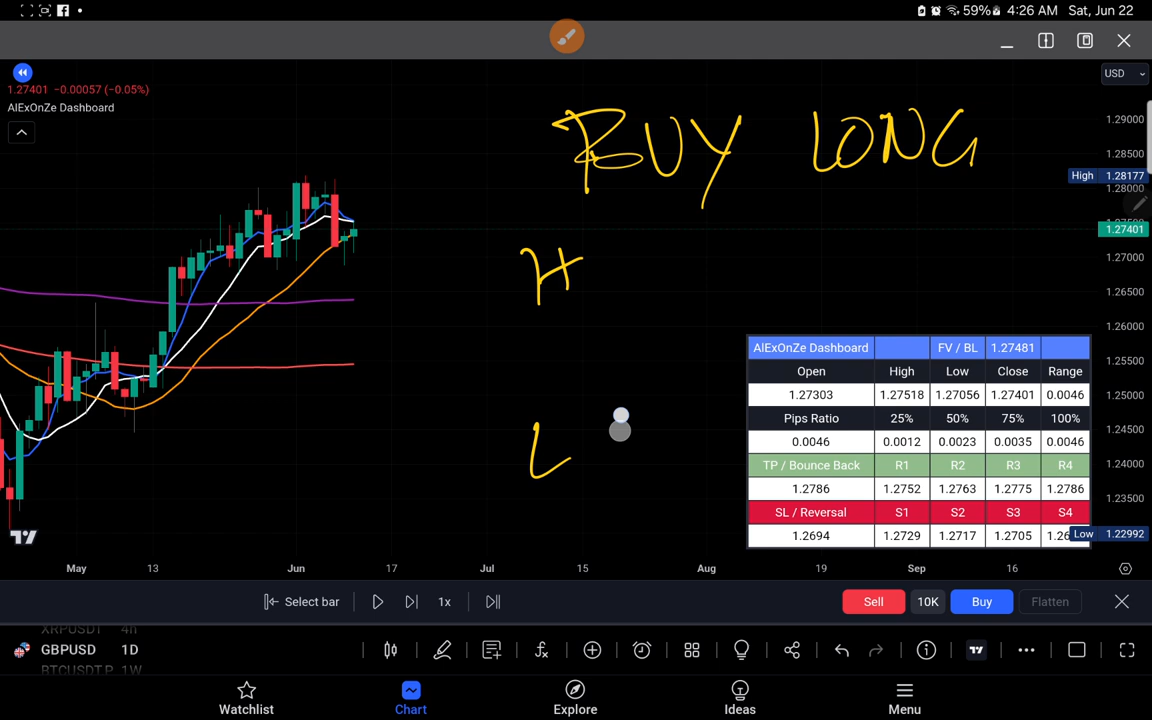 59% 4:26 AM Sat, Jun 22
USD
1.27401 −0.00057 (−0.05%)
AlExOnZe Dashboard
BUY LONG
H
L
1.29000
1.28500
High 1.28177
1.28000
1.27401
1.27000
1.26500
1.26000
1.25500
1.25000
1.24500
1.24000
1.23500
Low 1.22992
AlExOnZe Dashboard FV / BL 1.27481
Open High Low Close Range
1.27303 1.27518 1.27056 1.27401 0.0046
Pips Ratio 25% 50% 75% 100%
0.0046 0.0012 0.0023 0.0035 0.0046
TP / Bounce Back R1 R2 R3 R4
1.2786 1.2752 1.2763 1.2775 1.2786
SL / Reversal S1 S2 S3 S4
1.2694 1.2729 1.2717 1.2705
May 13 Jun 17 Jul 15 Aug 19 Sep 16
Select bar 1x Sell 10K Buy Flatten
XRPUSDT 4h
GBPUSD 1D
BTCUSDT.P 1W
Watchlist Chart Explore Ideas Menu